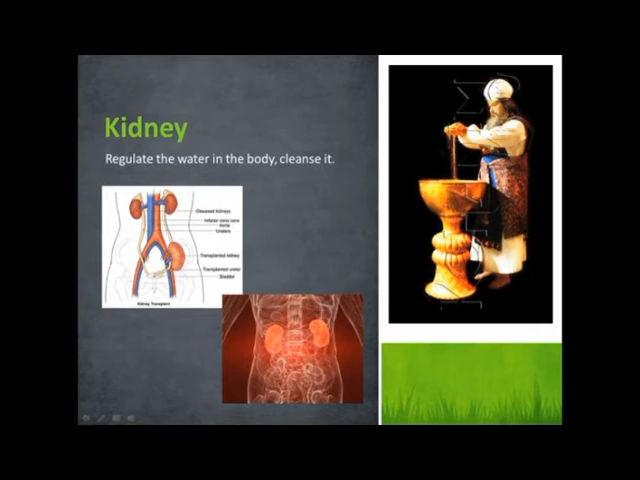 Kidney
Regulate the water in the body, cleanse it.
Diseased kidneys
Inferior vena cava
Aorta
Ureters
Transplanted kidney
Transplanted ureter
Bladder
Kidney Transplant